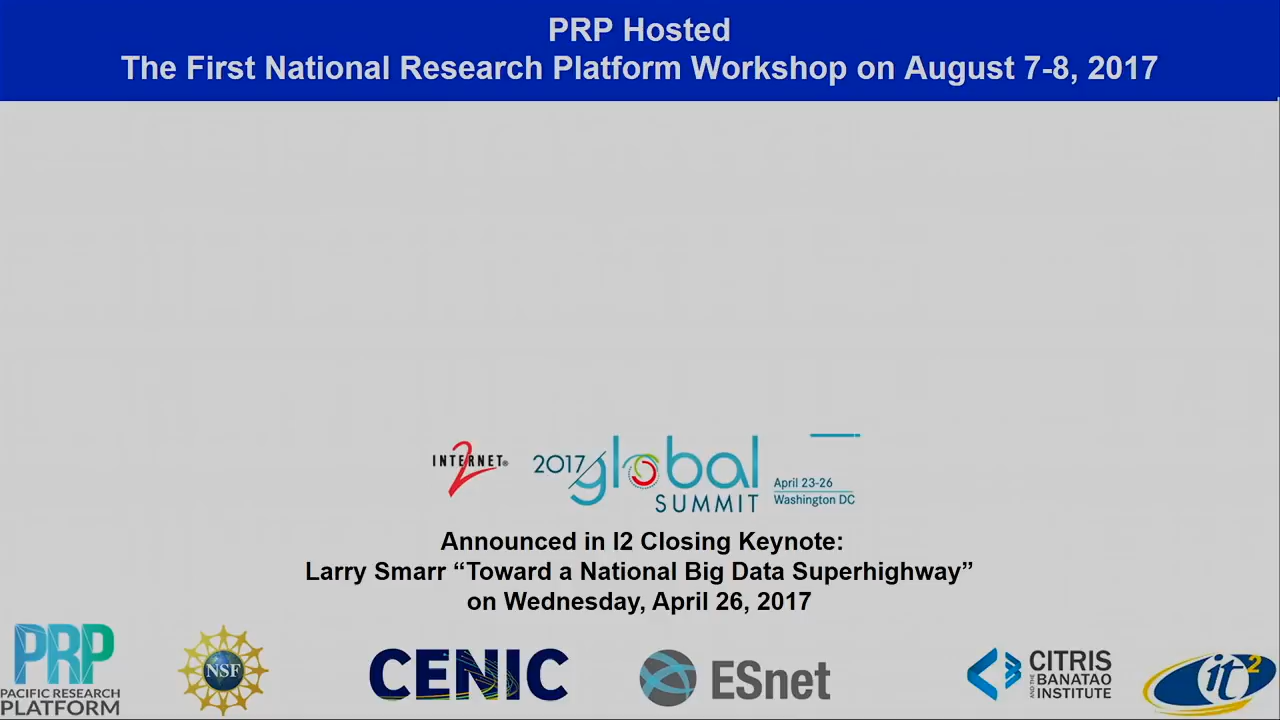 PRP Hosted
The First National Research Platform Workshop on August 7-8, 2017
INTERNET® 2
2017 global
SUMMIT
April 23-26
Washington DC
Announced in I2 Closing Keynote:
Larry Smarr “Toward a National Big Data Superhighway”
on Wednesday, April 26, 2017
PRP
PACIFIC RESEARCH
PLATFORM
NSF
CENIC
ESnet
CITRIS
AND THE BANATAO
INSTITUTE
it2